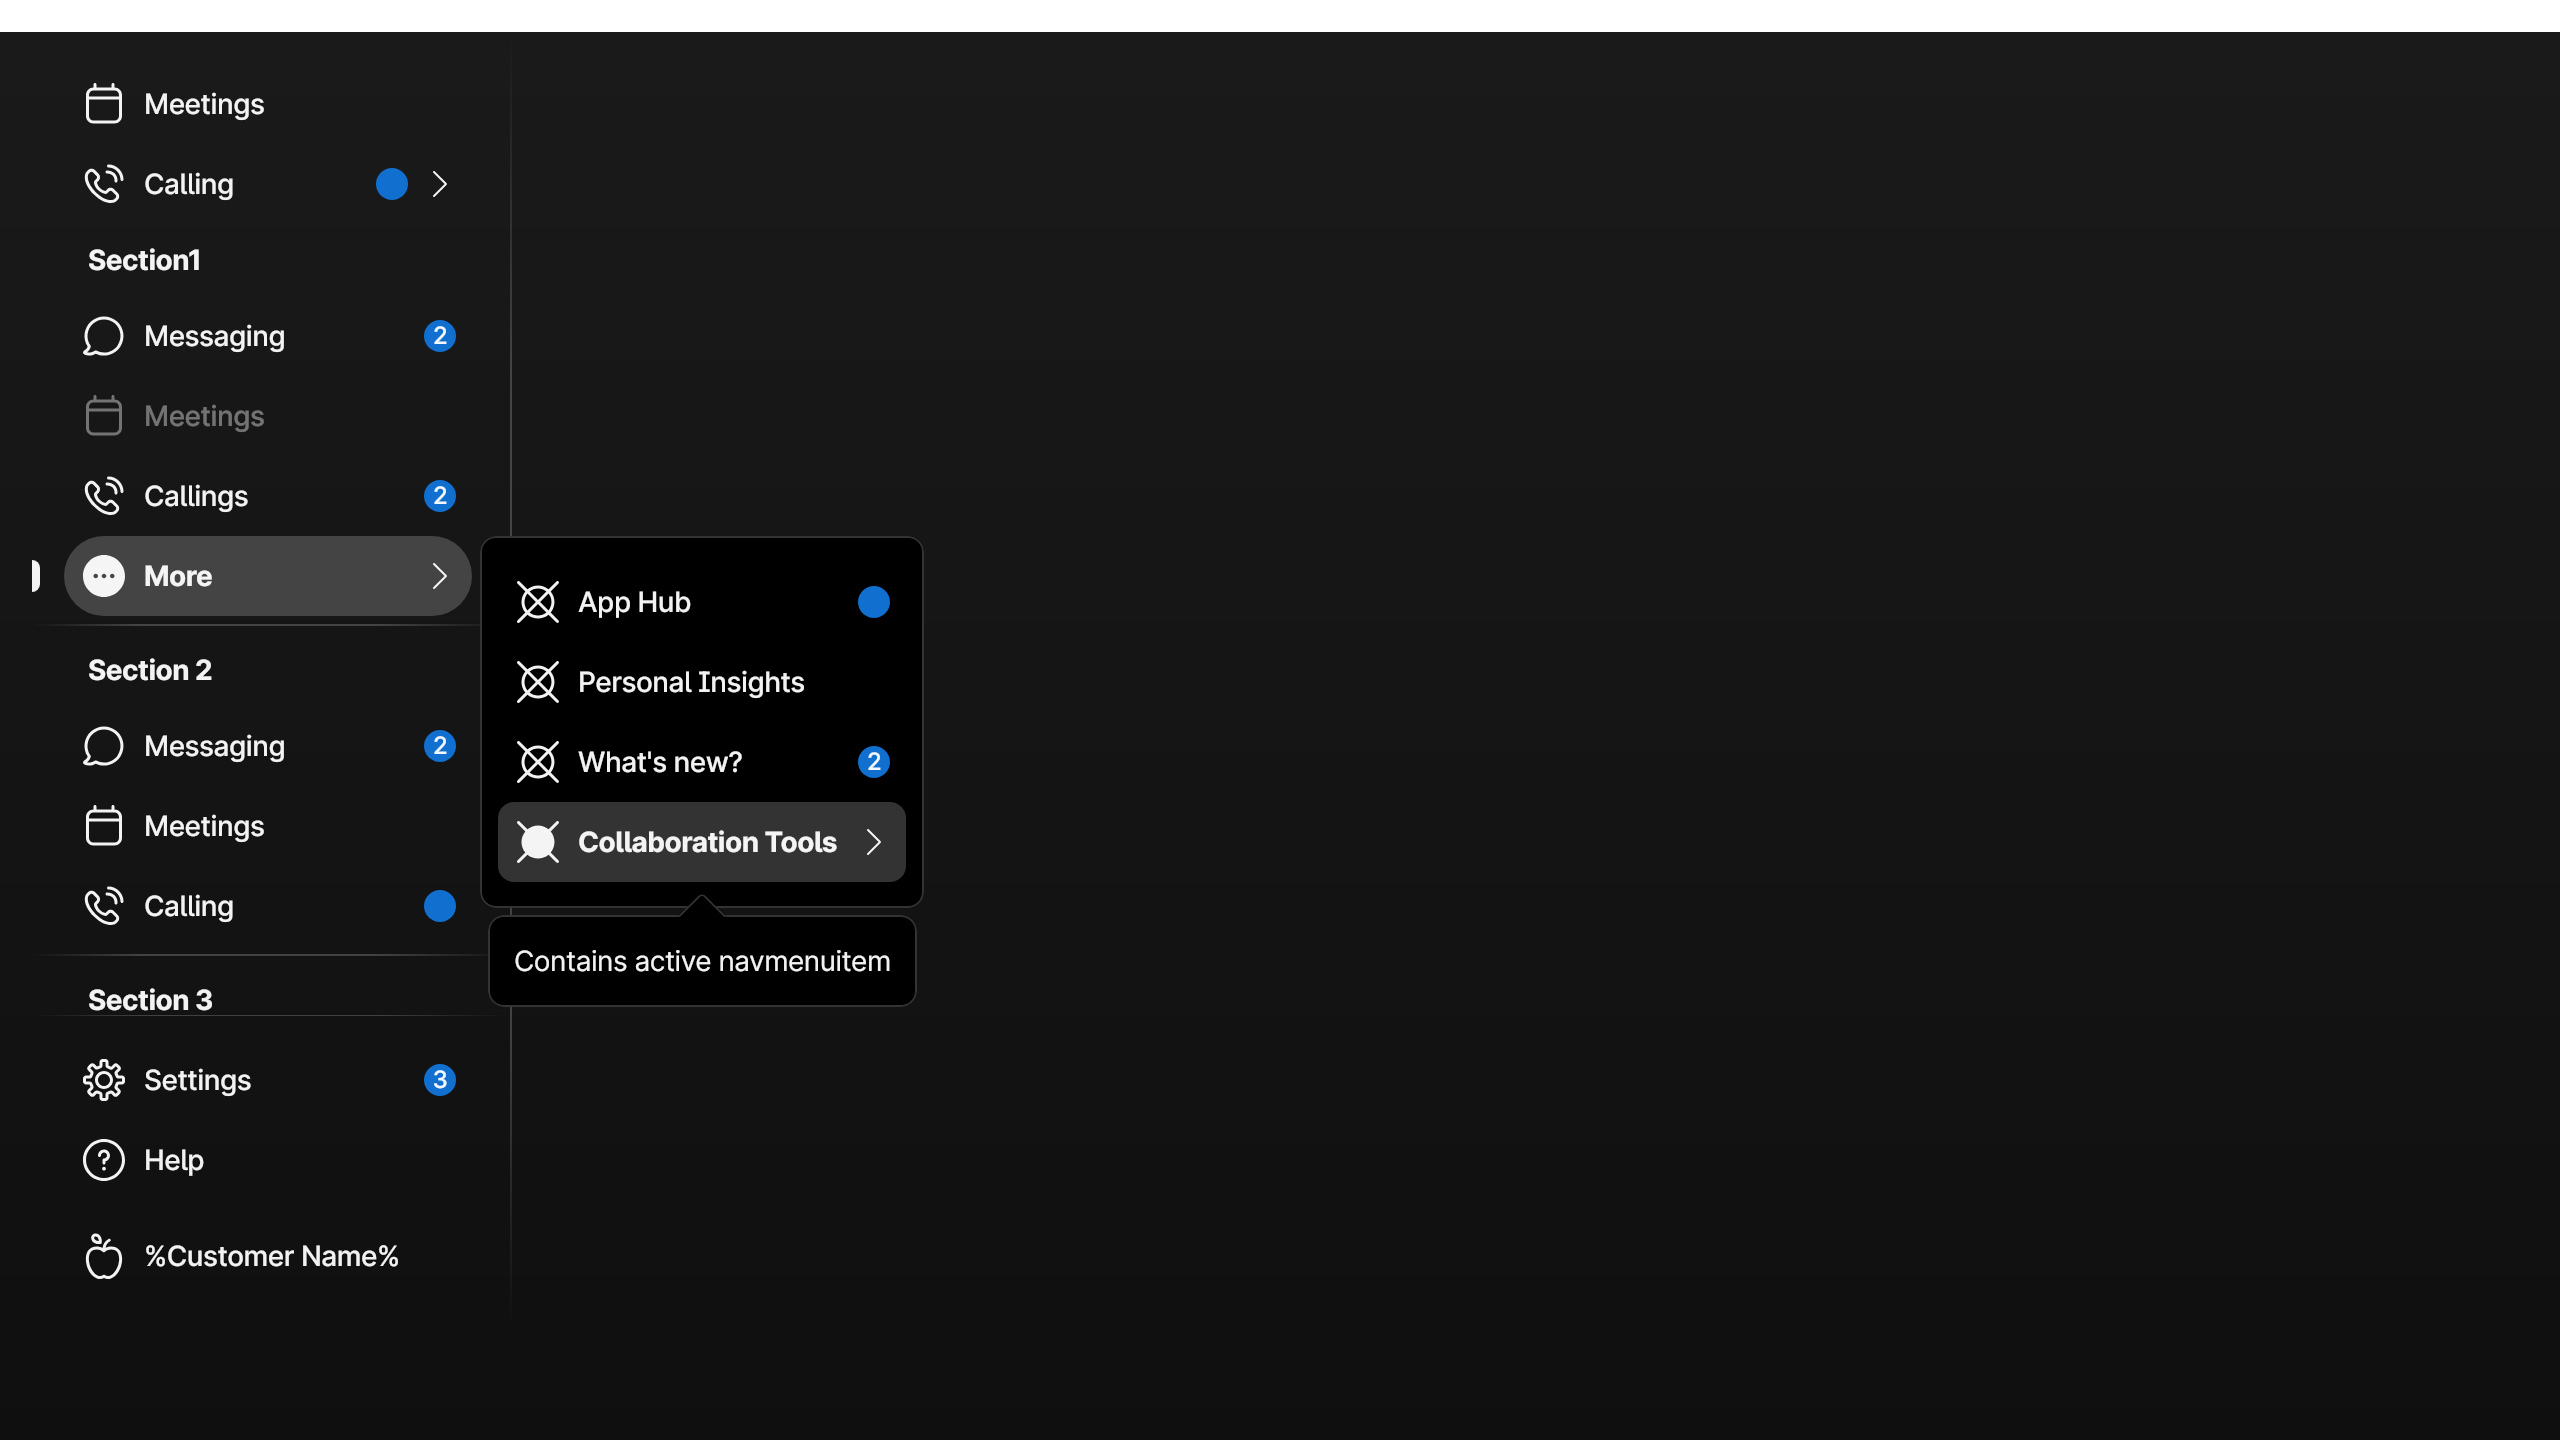 Meetings
Calling
Section1
Messaging 2
Meetings
Callings 2
More
App Hub
Personal Insights
What's new? 2
Collaboration Tools
Contains active navmenuitem
Section 2
Messaging 2
Meetings
Calling
Section 3
Settings 3
Help
%Customer Name%